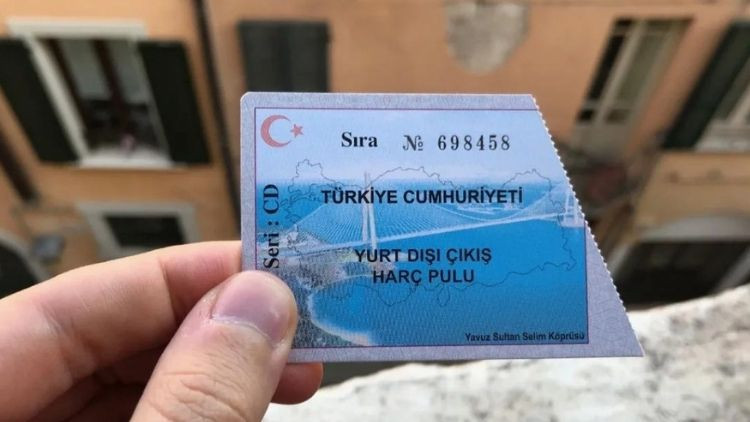 Sıra № 698458
Seri : CD
TÜRKİYE CUMHURİYETİ
YURT DIŞI ÇIKIŞ
HARÇ PULU
Yavuz Sultan Selim Köprüsü